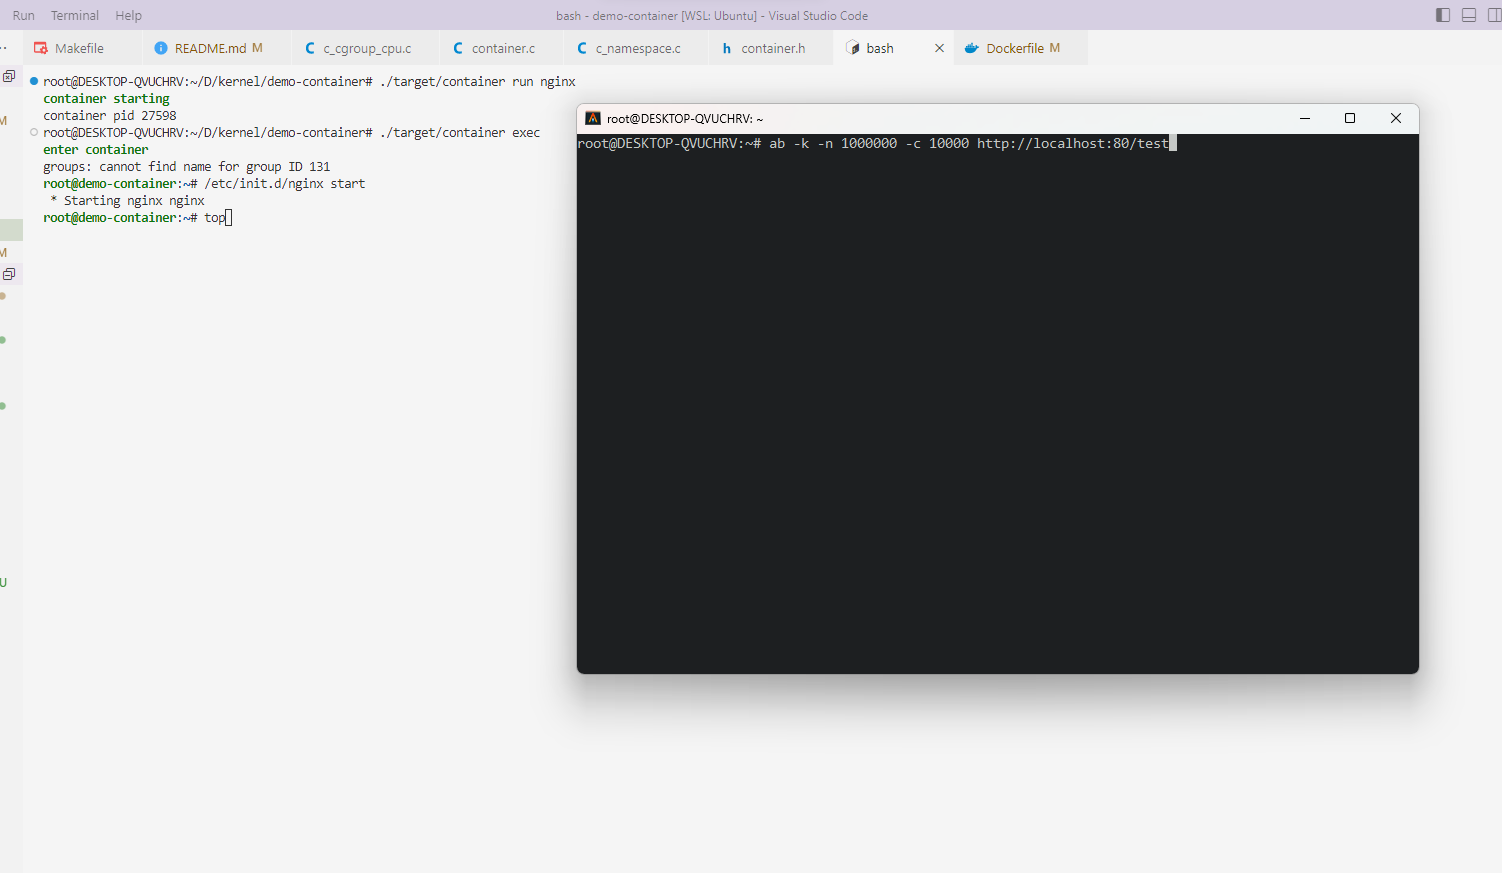 Run Terminal Help
bash - demo-container [WSL: Ubuntu] - Visual Studio Code
Makefile
README.md M
C c_cgroup_cpu.c
C container.c
C c_namespace.c
h container.h
bash
Dockerfile M
root@DESKTOP-QVUCHRV:~/D/kernel/demo-container# ./target/container run nginx
container starting
container pid 27598
root@DESKTOP-QVUCHRV:~/D/kernel/demo-container# ./target/container exec
enter container
groups: cannot find name for group ID 131
root@demo-container:~# /etc/init.d/nginx start
* Starting nginx nginx
root@demo-container:~# top
M
M
U
root@DESKTOP-QVUCHRV: ~
root@DESKTOP-QVUCHRV:~# ab -k -n 1000000 -c 10000 http://localhost:80/test